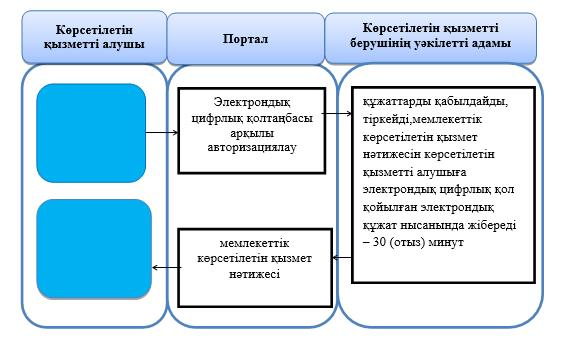 Көрсетілетін
қызметті алушы
Портал
Көрсетілетін қызметті
берушінің уәкілетті адамы
Электрондық
цифрлық қолтаңбасы
арқылы
авторизациялау
құжаттарды қабылдайды,
тіркейді,мемлекеттік
көрсетілетін қызмет
нәтижесін көрсетілетін
қызметті алушыға
электрондық цифрлық қол
қойылған электрондық
құжат нысанында жібереді
– 30 (отыз) минут
мемлекеттік
көрсетілетін қызмет
нәтижесі